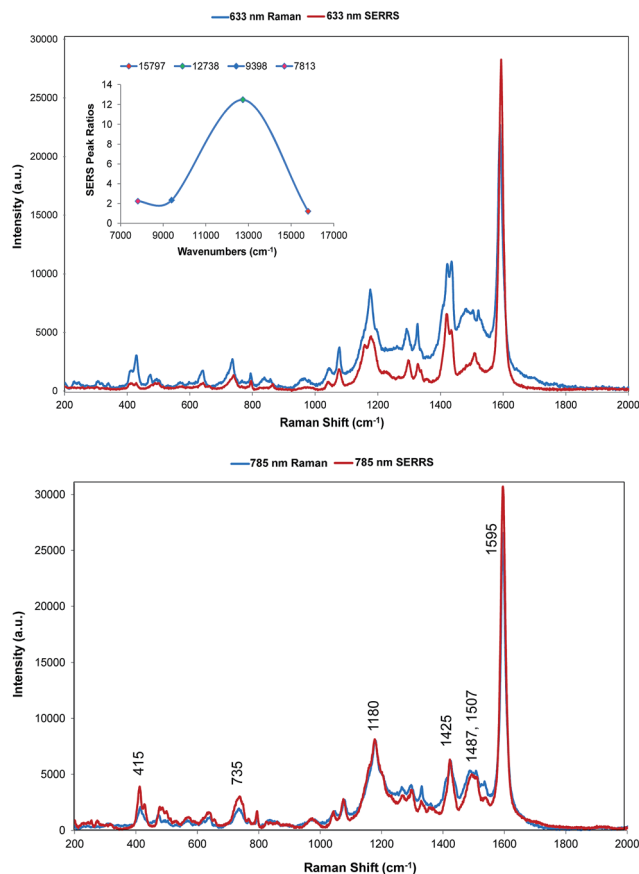 633 nm Raman 633 nm SERRS
30000
25000
20000
15000
10000
5000
0
Intensity (a.u.)
15797 12738 9398 7813
14
12
10
8
6
4
2
0
SERS Peak Ratios
7000 9000 11000 13000 15000 17000
Wavenumbers (cm⁻¹)
200 400 600 800 1000 1200 1400 1600 1800 2000
Raman Shift (cm⁻¹)
785 nm Raman 785 nm SERRS
30000
25000
20000
15000
10000
5000
0
Intensity (a.u.)
415
735
1180
1425
1487, 1507
1595
200 400 600 800 1000 1200 1400 1600 1800 2000
Raman Shift (cm⁻¹)